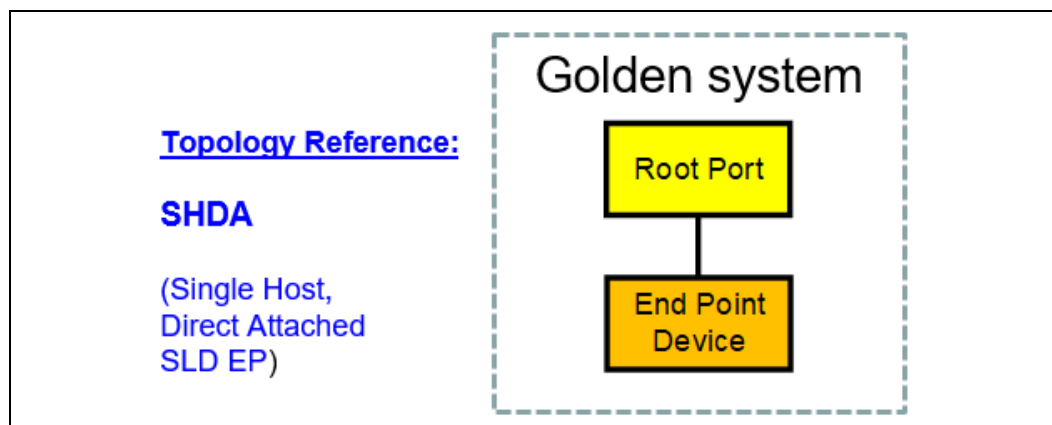 Golden system
Topology Reference:
SHDA
(Single Host,
Direct Attached
SLD EP)
Root Port
End Point
Device